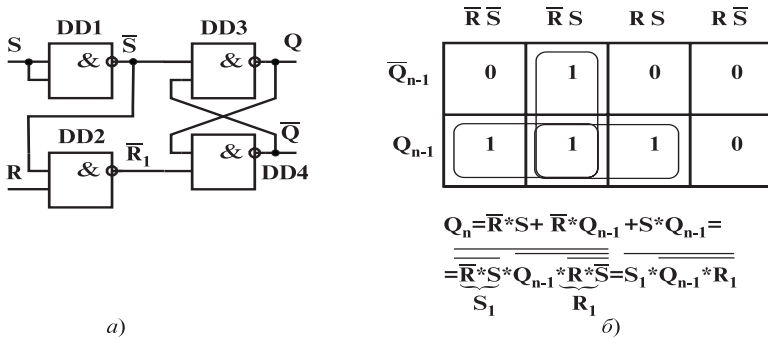 S DD1 S̅ DD3 Q
& &
DD2 R̅₁ Q̅
R & & DD4
а)
R̅ S̅ R̅ S R S R S̅
Q̅ₙ₋₁ 0 1 0 0
Qₙ₋₁ 1 1 1 0
Qₙ=R̅*S+ R̅*Qₙ₋₁+S*Qₙ₋₁=
=R̅*S*Qₙ₋₁*R*S̅=S₁*Qₙ₋₁*R₁
S₁ R₁
б)